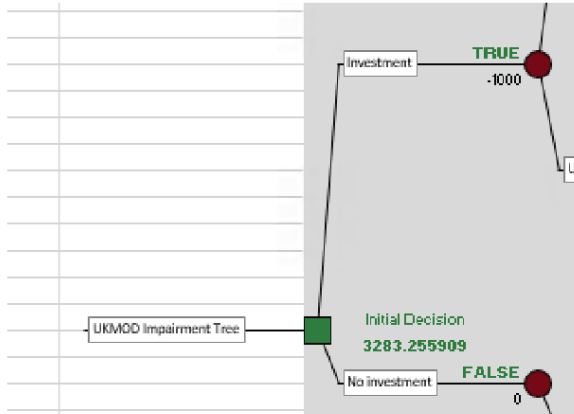 TRUE
Investment
-1000
Initial Decision
UKMOD Impairment Tree
3283.255909
FALSE
No investment
0